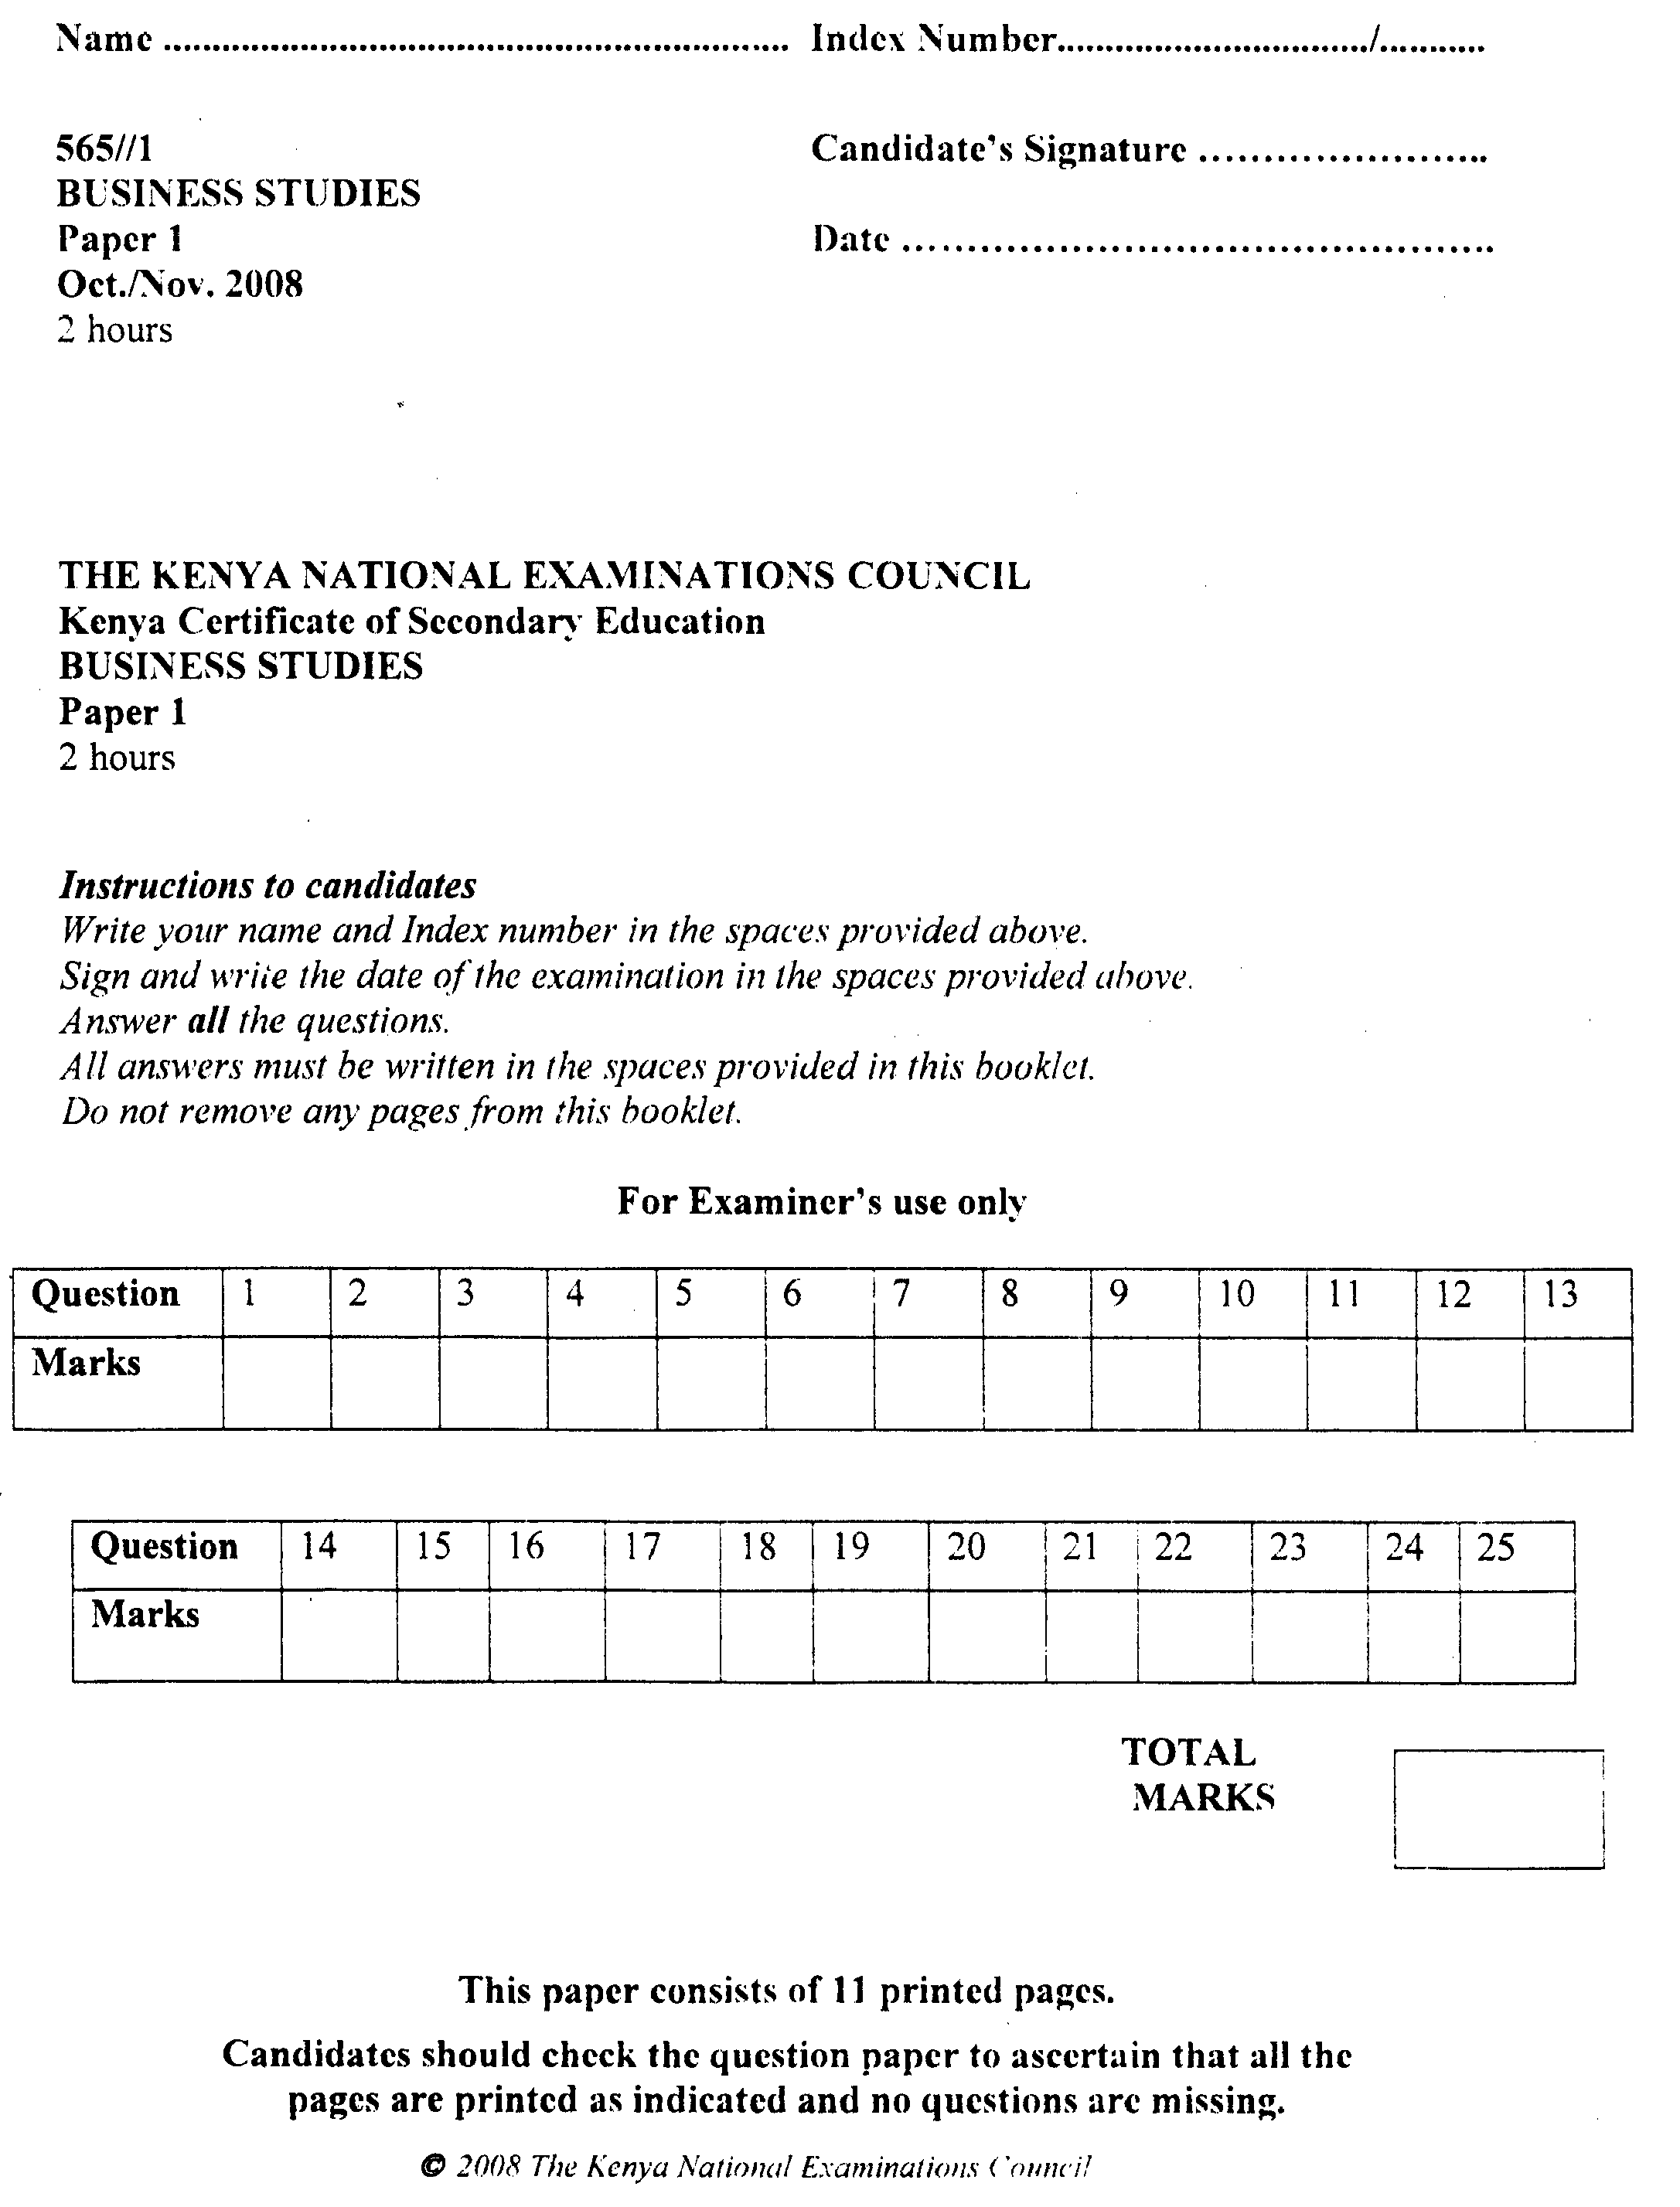 Name ................................................................ Index Number................................/...........
565//1
Candidate's Signature ........................
BUSINESS STUDIES
Paper 1
Date ..............................................
Oct./Nov. 2008
2 hours
THE KENYA NATIONAL EXAMINATIONS COUNCIL
Kenya Certificate of Secondary Education
BUSINESS STUDIES
Paper 1
2 hours
Instructions to candidates
Write your name and Index number in the spaces provided above.
Sign and write the date of the examination in the spaces provided above.
Answer all the questions.
All answers must be written in the spaces provided in this booklet.
Do not remove any pages from this booklet.
For Examiner's use only
Question 1 2 3 4 5 6 7 8 9 10 11 12 13
Marks
Question 14 15 16 17 18 19 20 21 22 23 24 25
Marks
TOTAL
MARKS
This paper consists of 11 printed pages.
Candidates should check the question paper to ascertain that all the
pages are printed as indicated and no questions are missing.
© 2008 The Kenya National Examinations Council